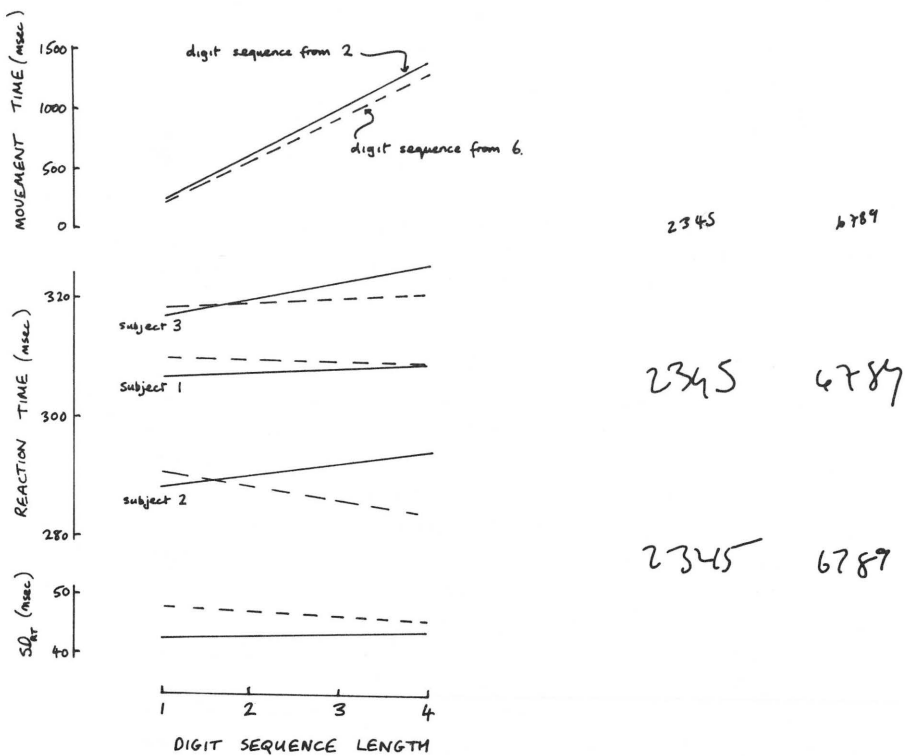 MOVEMENT TIME (msec)
1500
1000
500
0
digit sequence from 2
digit sequence from 6.
REACTION TIME (msec)
320
300
280
subject 3
subject 1
subject 2
SD_RT (msec)
50
40
1 2 3 4
DIGIT SEQUENCE LENGTH
2345 6789
2345 6789
2345 6789